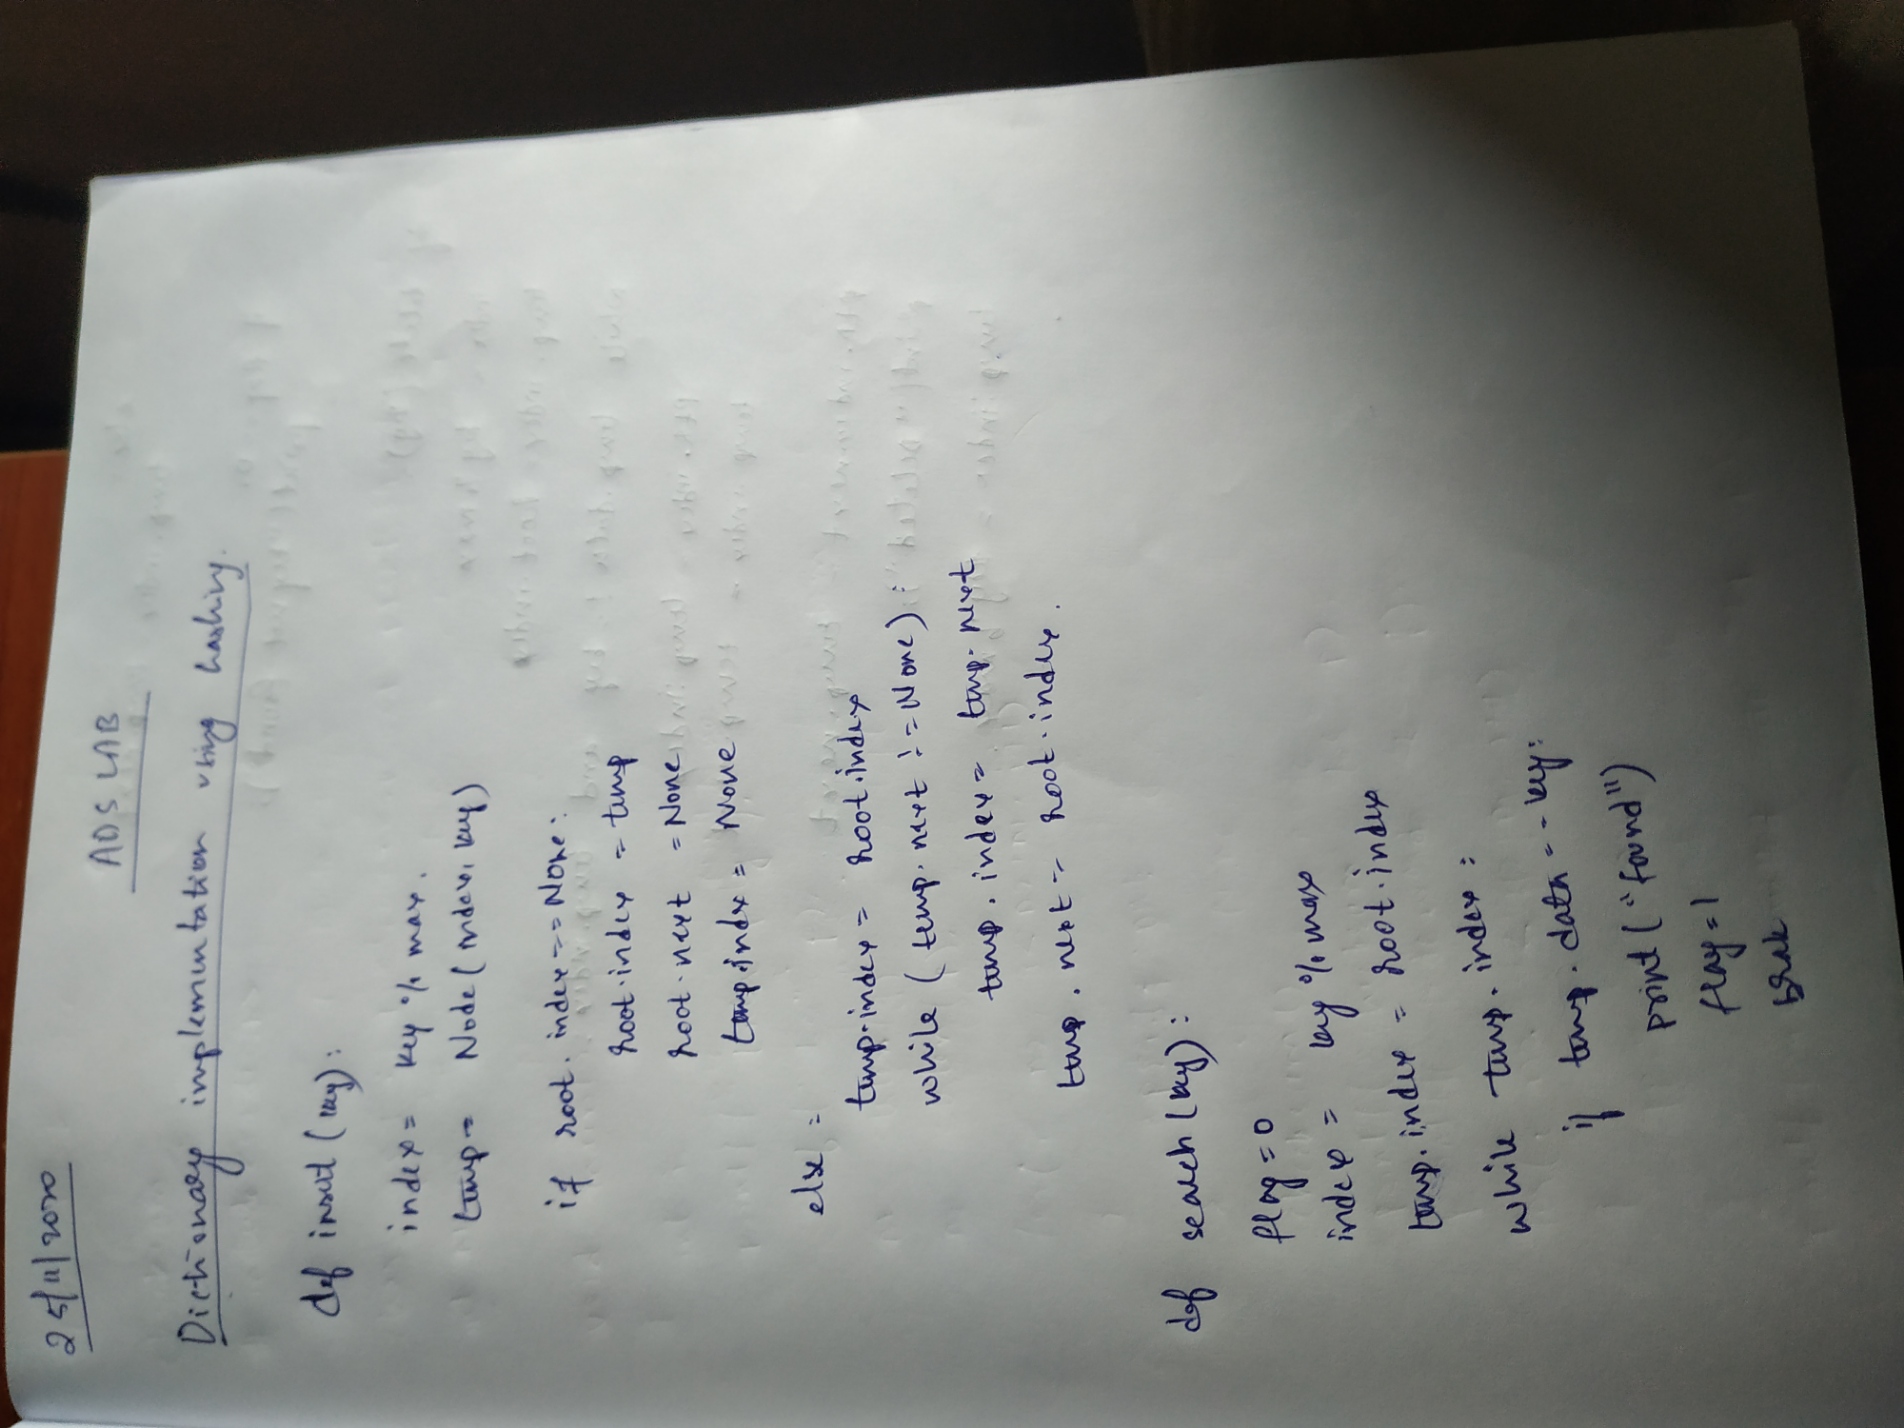 25/11/2020
ADS LAB
Dictionary implementation using hashing.
def insert (key):
index = key % max.
temp = Node (index, key)
if root.index == None:
root.index = temp
root.next = None
temp.index = None
else:
temp.index = root.index
while (temp.next != None):
temp.index = temp.next
temp.next = root.index.
def search (key):
flag = 0
index = key % max
temp.index = root.index
while temp.index:
if temp.data == key:
print ("found")
flag = 1
break